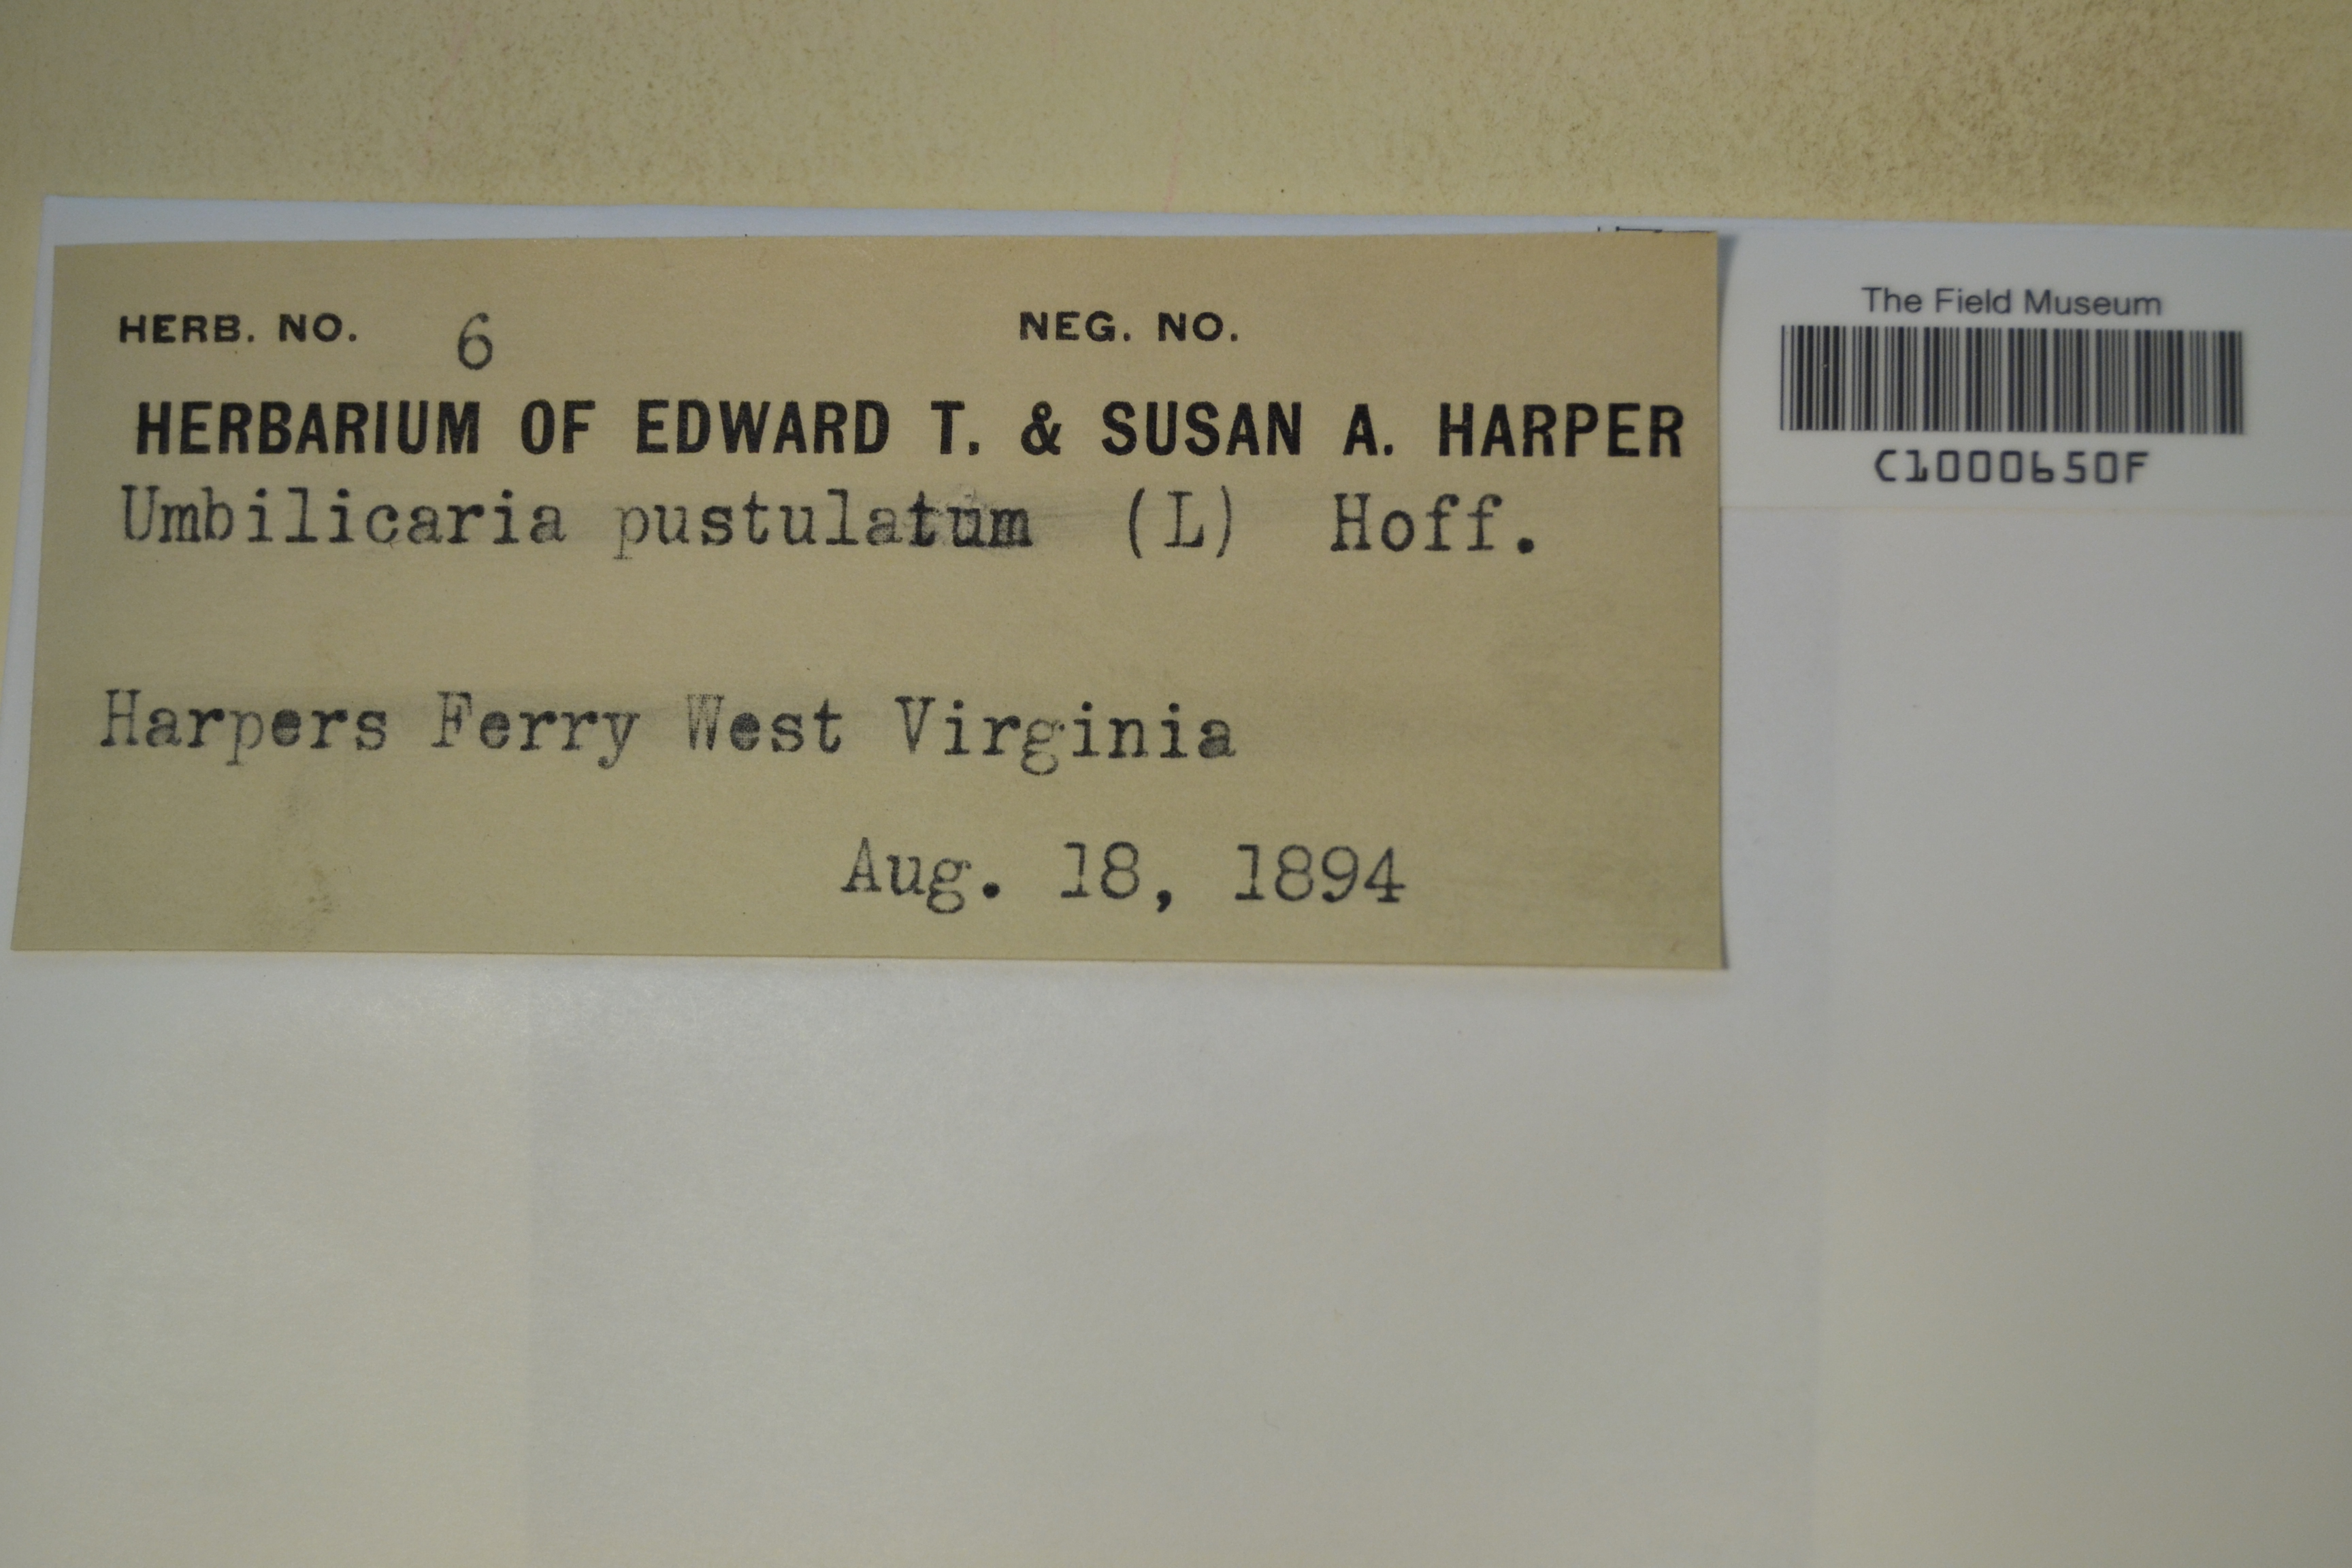 HERB. NO. 6 NEG. NO.
HERBARIUM OF EDWARD T. & SUSAN A. HARPER
Umbilicaria pustulatum (L) Hoff.
Harpers Ferry West Virginia
Aug. 18, 1894
The Field Museum
C1000650F